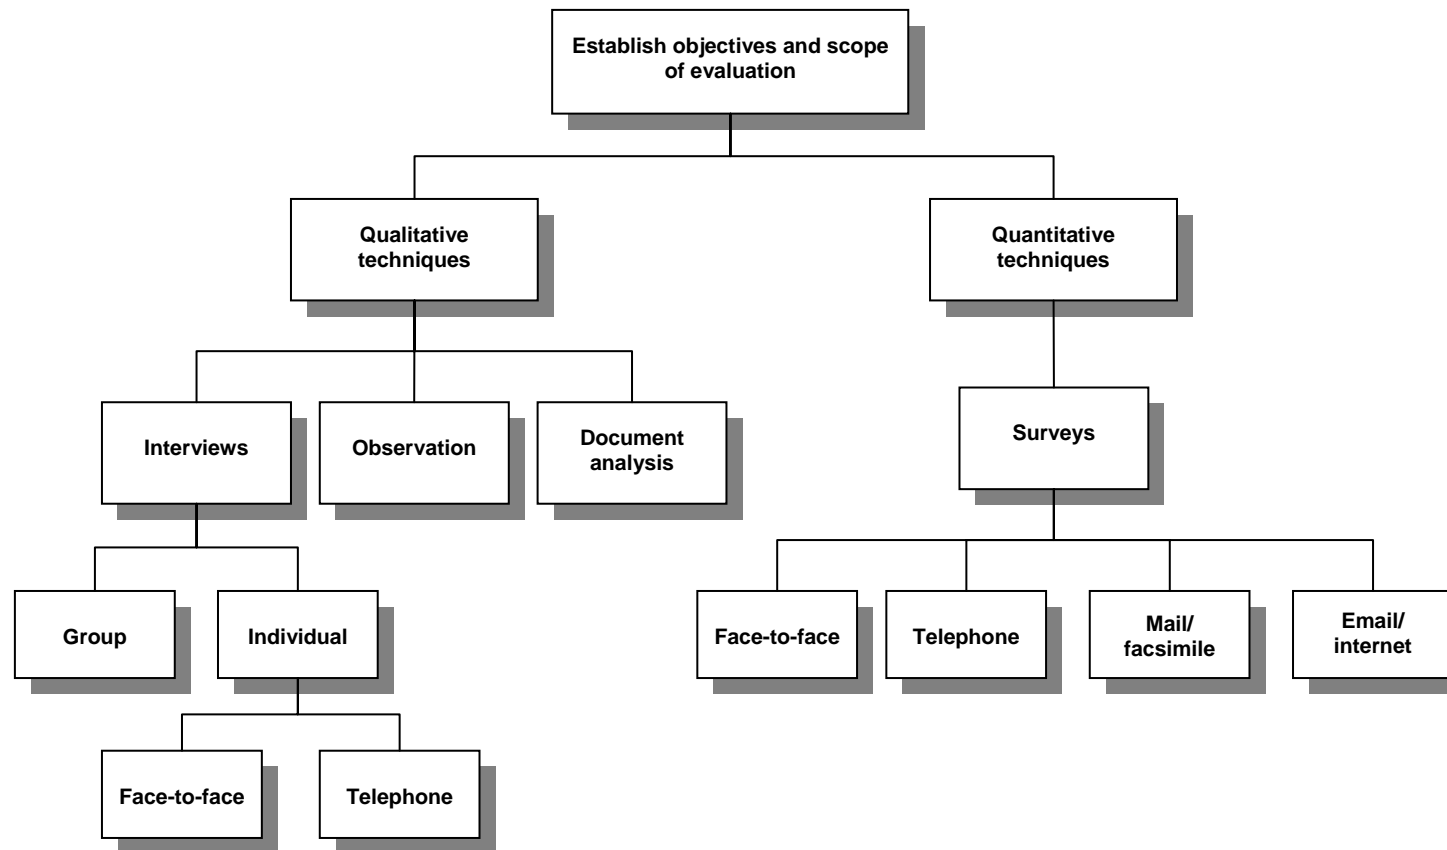 Establish objectives and scope
of evaluation
Qualitative
techniques
Quantitative
techniques
Interviews
Observation
Document
analysis
Surveys
Group
Individual
Face-to-face
Telephone
Mail/
facsimile
Email/
internet
Face-to-face
Telephone